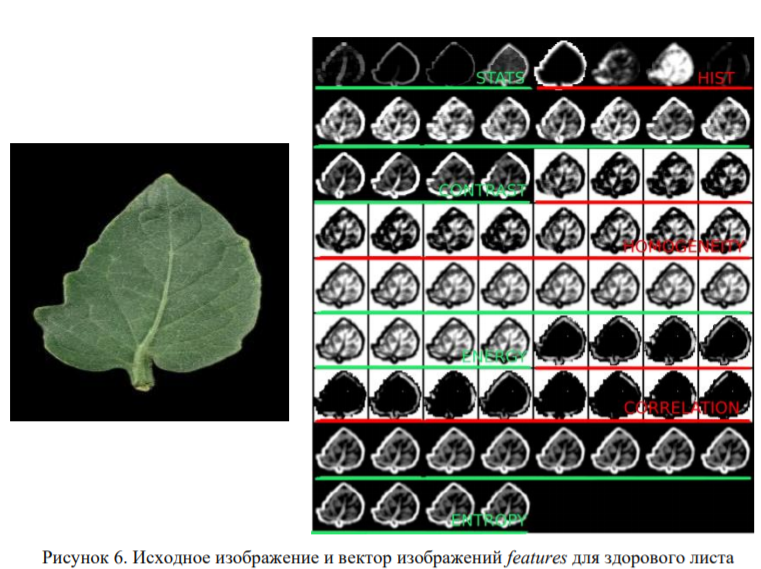 STATS
HIST
CONTRAST
HOMOGENEITY
ENERGY
CORRELATION
ENTROPY
Рисунок 6. Исходное изображение и вектор изображений features для здорового листа